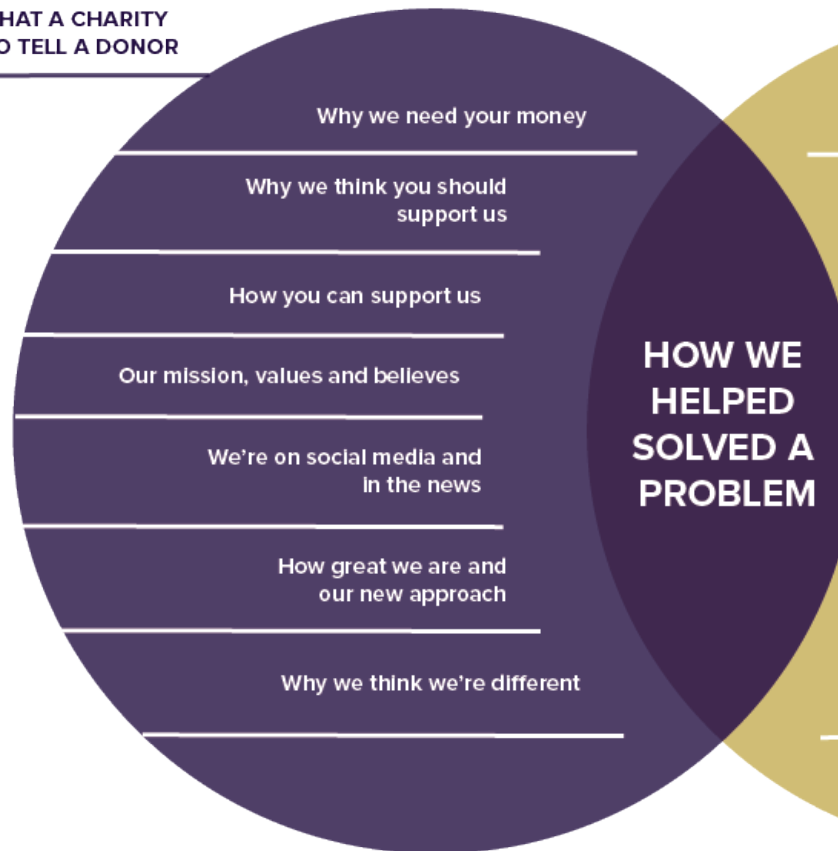 HAT A CHARITY
O TELL A DONOR
Why we need your money
Why we think you should
support us
How you can support us
Our mission, values and believes
We're on social media and
in the news
How great we are and
our new approach
Why we think we're different
HOW WE
HELPED
SOLVED A
PROBLEM